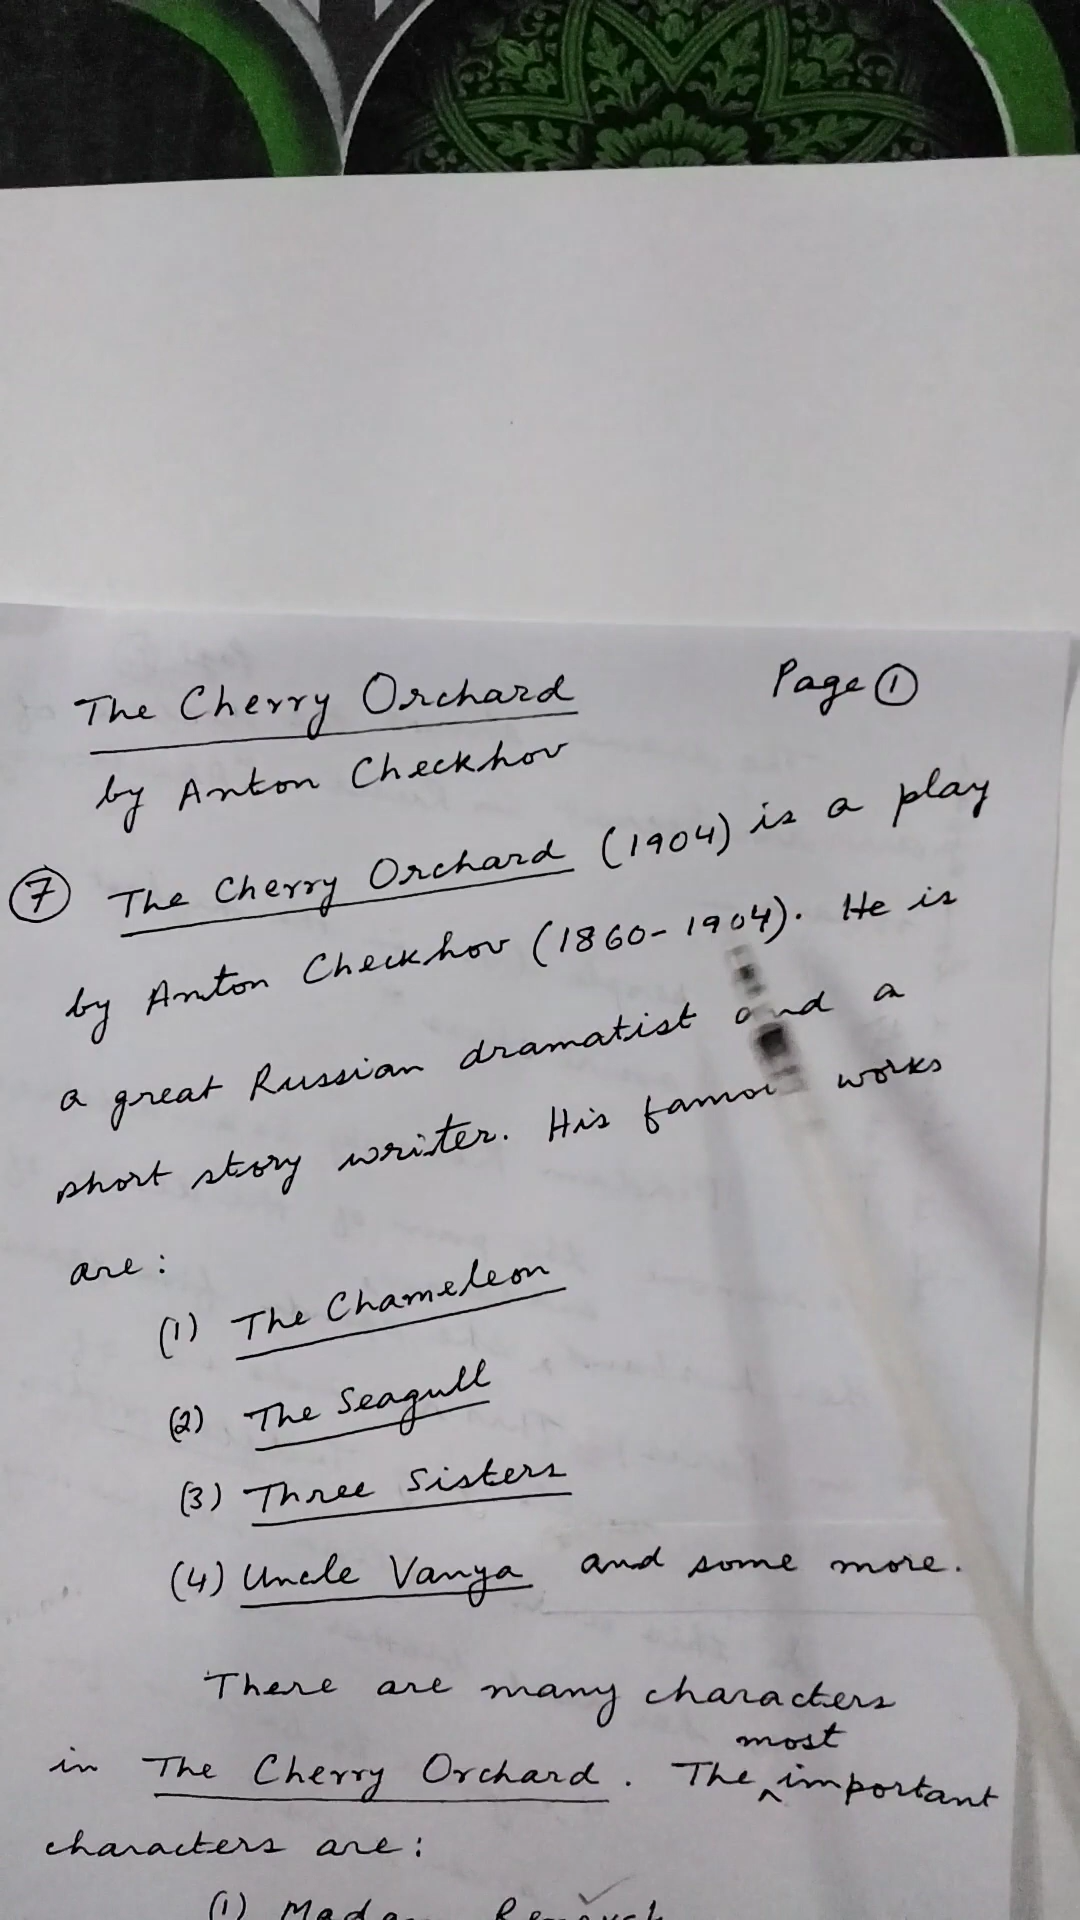 The Cherry Orchard
Page 1
by Anton Checkhov
7 The Cherry Orchard (1904) is a play
by Anton Checkhov (1860-1904). He is
a great Russian dramatist and a
short story writer. His works
are :
(1) The Chameleon
(2) The Seagull
(3) Three Sisters
(4) Uncle Vanya and some more.
There are many characters
most
in The Cherry Orchard. The ^ important
characters are :
(1)